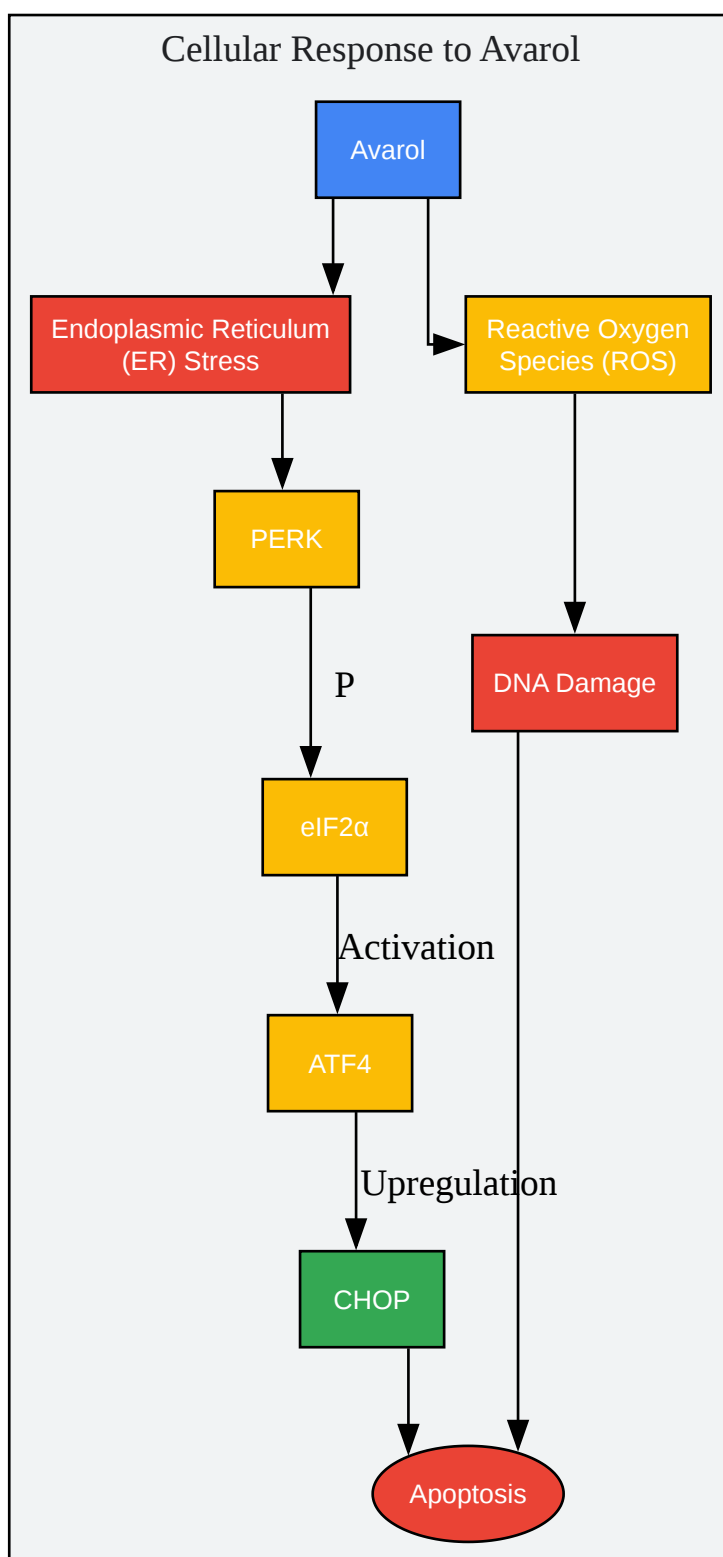 Cellular Response to Avarol
Avarol
Endoplasmic Reticulum
(ER) Stress
Reactive Oxygen
Species (ROS)
PERK
P
DNA Damage
eIF2α
Activation
ATF4
Upregulation
CHOP
Apoptosis